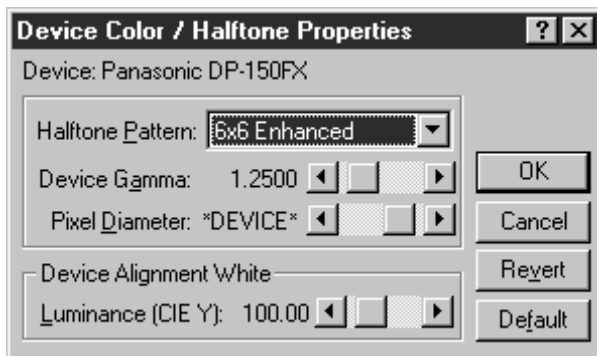 Device Color / Halftone Properties
Device: Panasonic DP-150FX
Halftone Pattern: 6x6 Enhanced
Device Gamma: 1.2500
Pixel Diameter: *DEVICE*
Device Alignment White
Luminance (CIE Y): 100.00
OK
Cancel
Revert
Default